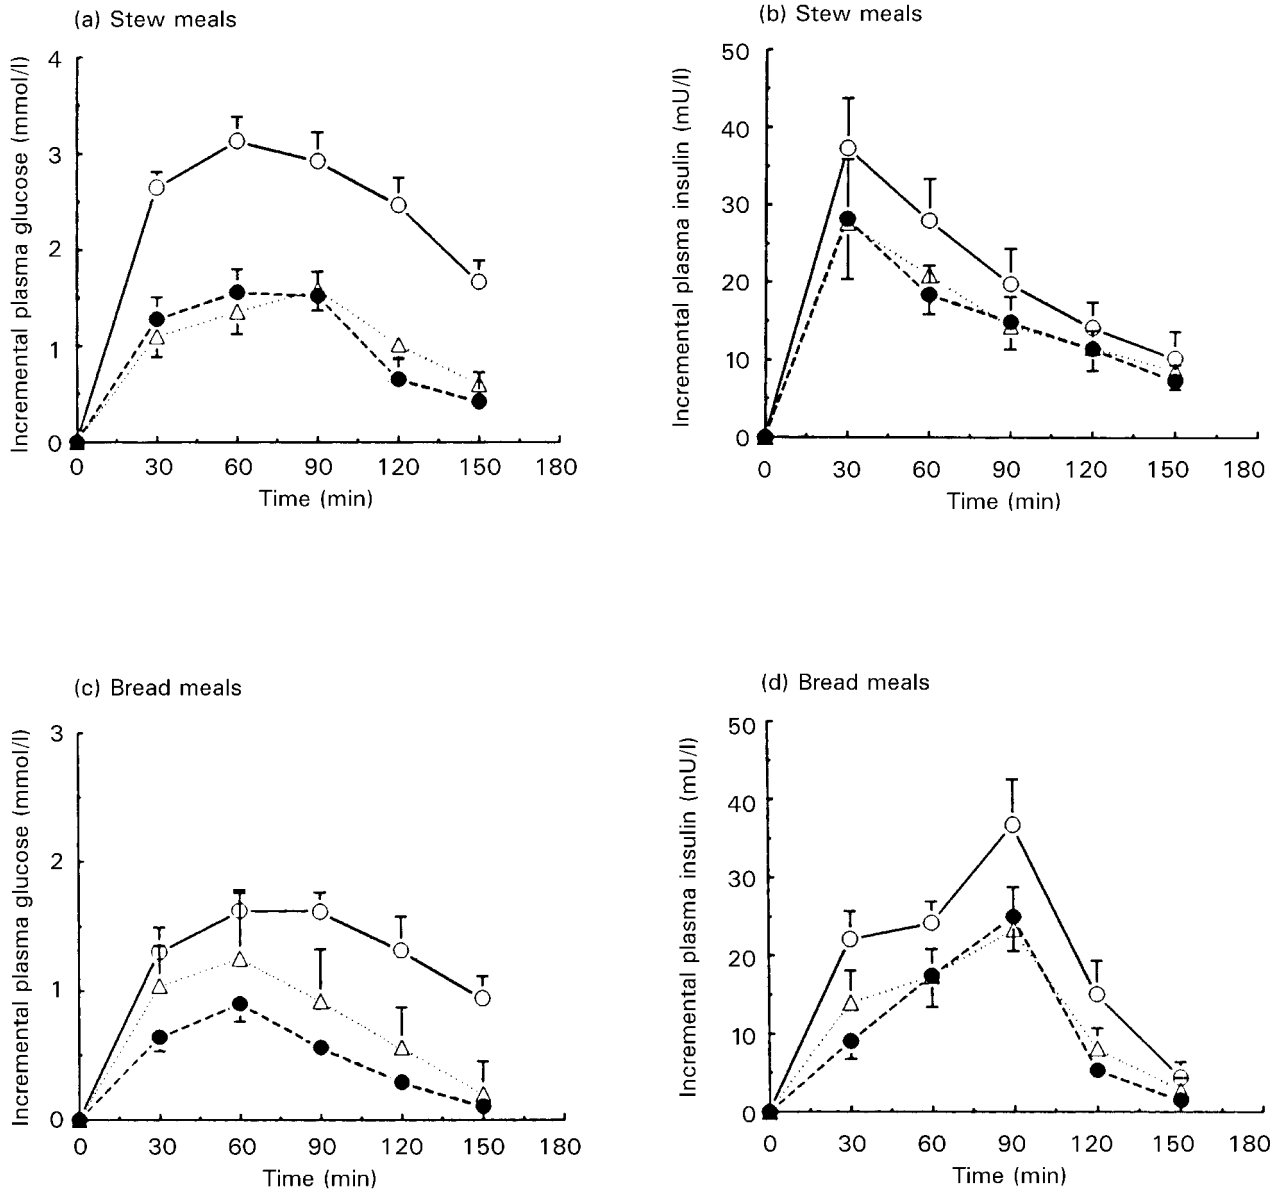 (a) Stew meals
Incremental plasma glucose (mmol/l)
4
3
2
1
0
0 30 60 90 120 150 180
Time (min)
(b) Stew meals
Incremental plasma insulin (mU/l)
50
40
30
20
10
0
0 30 60 90 120 150 180
Time (min)
(c) Bread meals
Incremental plasma glucose (mmol/l)
3
2
1
0
0 30 60 90 120 150 180
Time (min)
(d) Bread meals
Incremental plasma insulin (mU/l)
50
40
30
20
10
0
0 30 60 90 120 150 180
Time (min)